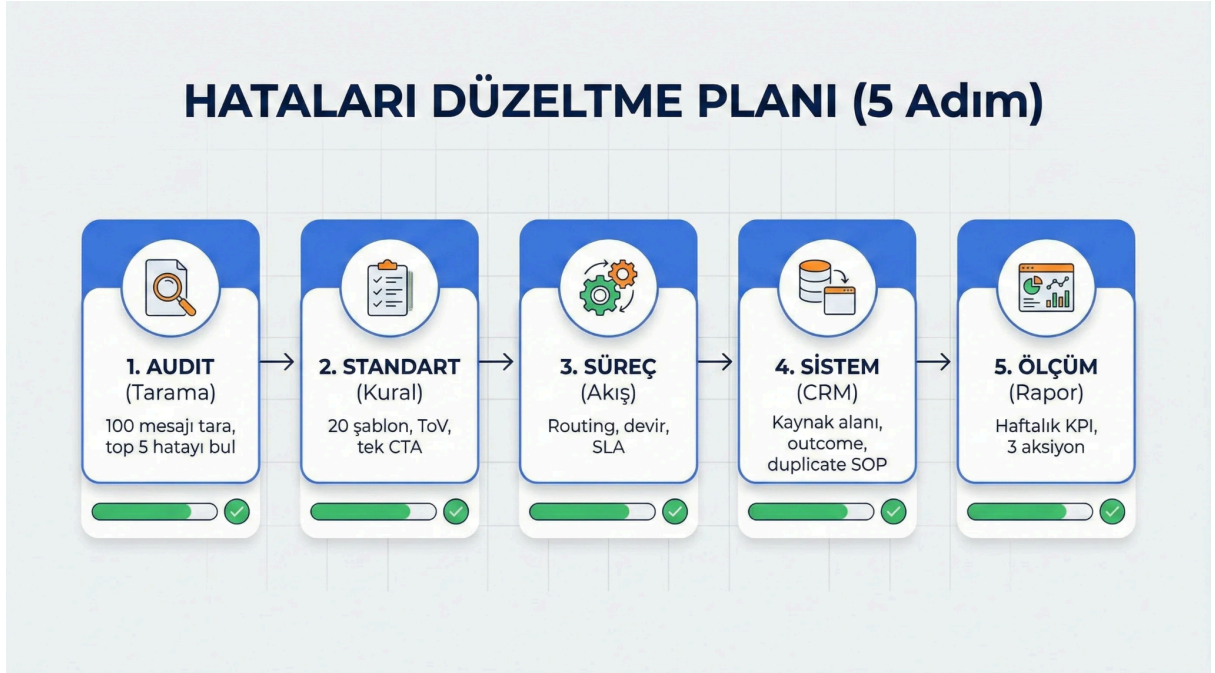 HATALARI DÜZELTME PLANI (5 Adım)
1. AUDIT
(Tarama)
100 mesajı tara,
top 5 hatayı bul
2. STANDART
(Kural)
20 şablon, ToV,
tek CTA
3. SÜREÇ
(Akış)
Routing, devir,
SLA
4. SİSTEM
(CRM)
Kaynak alanı,
outcome,
duplicate SOP
5. ÖLÇÜM
(Rapor)
Haftalık KPI,
3 aksiyon